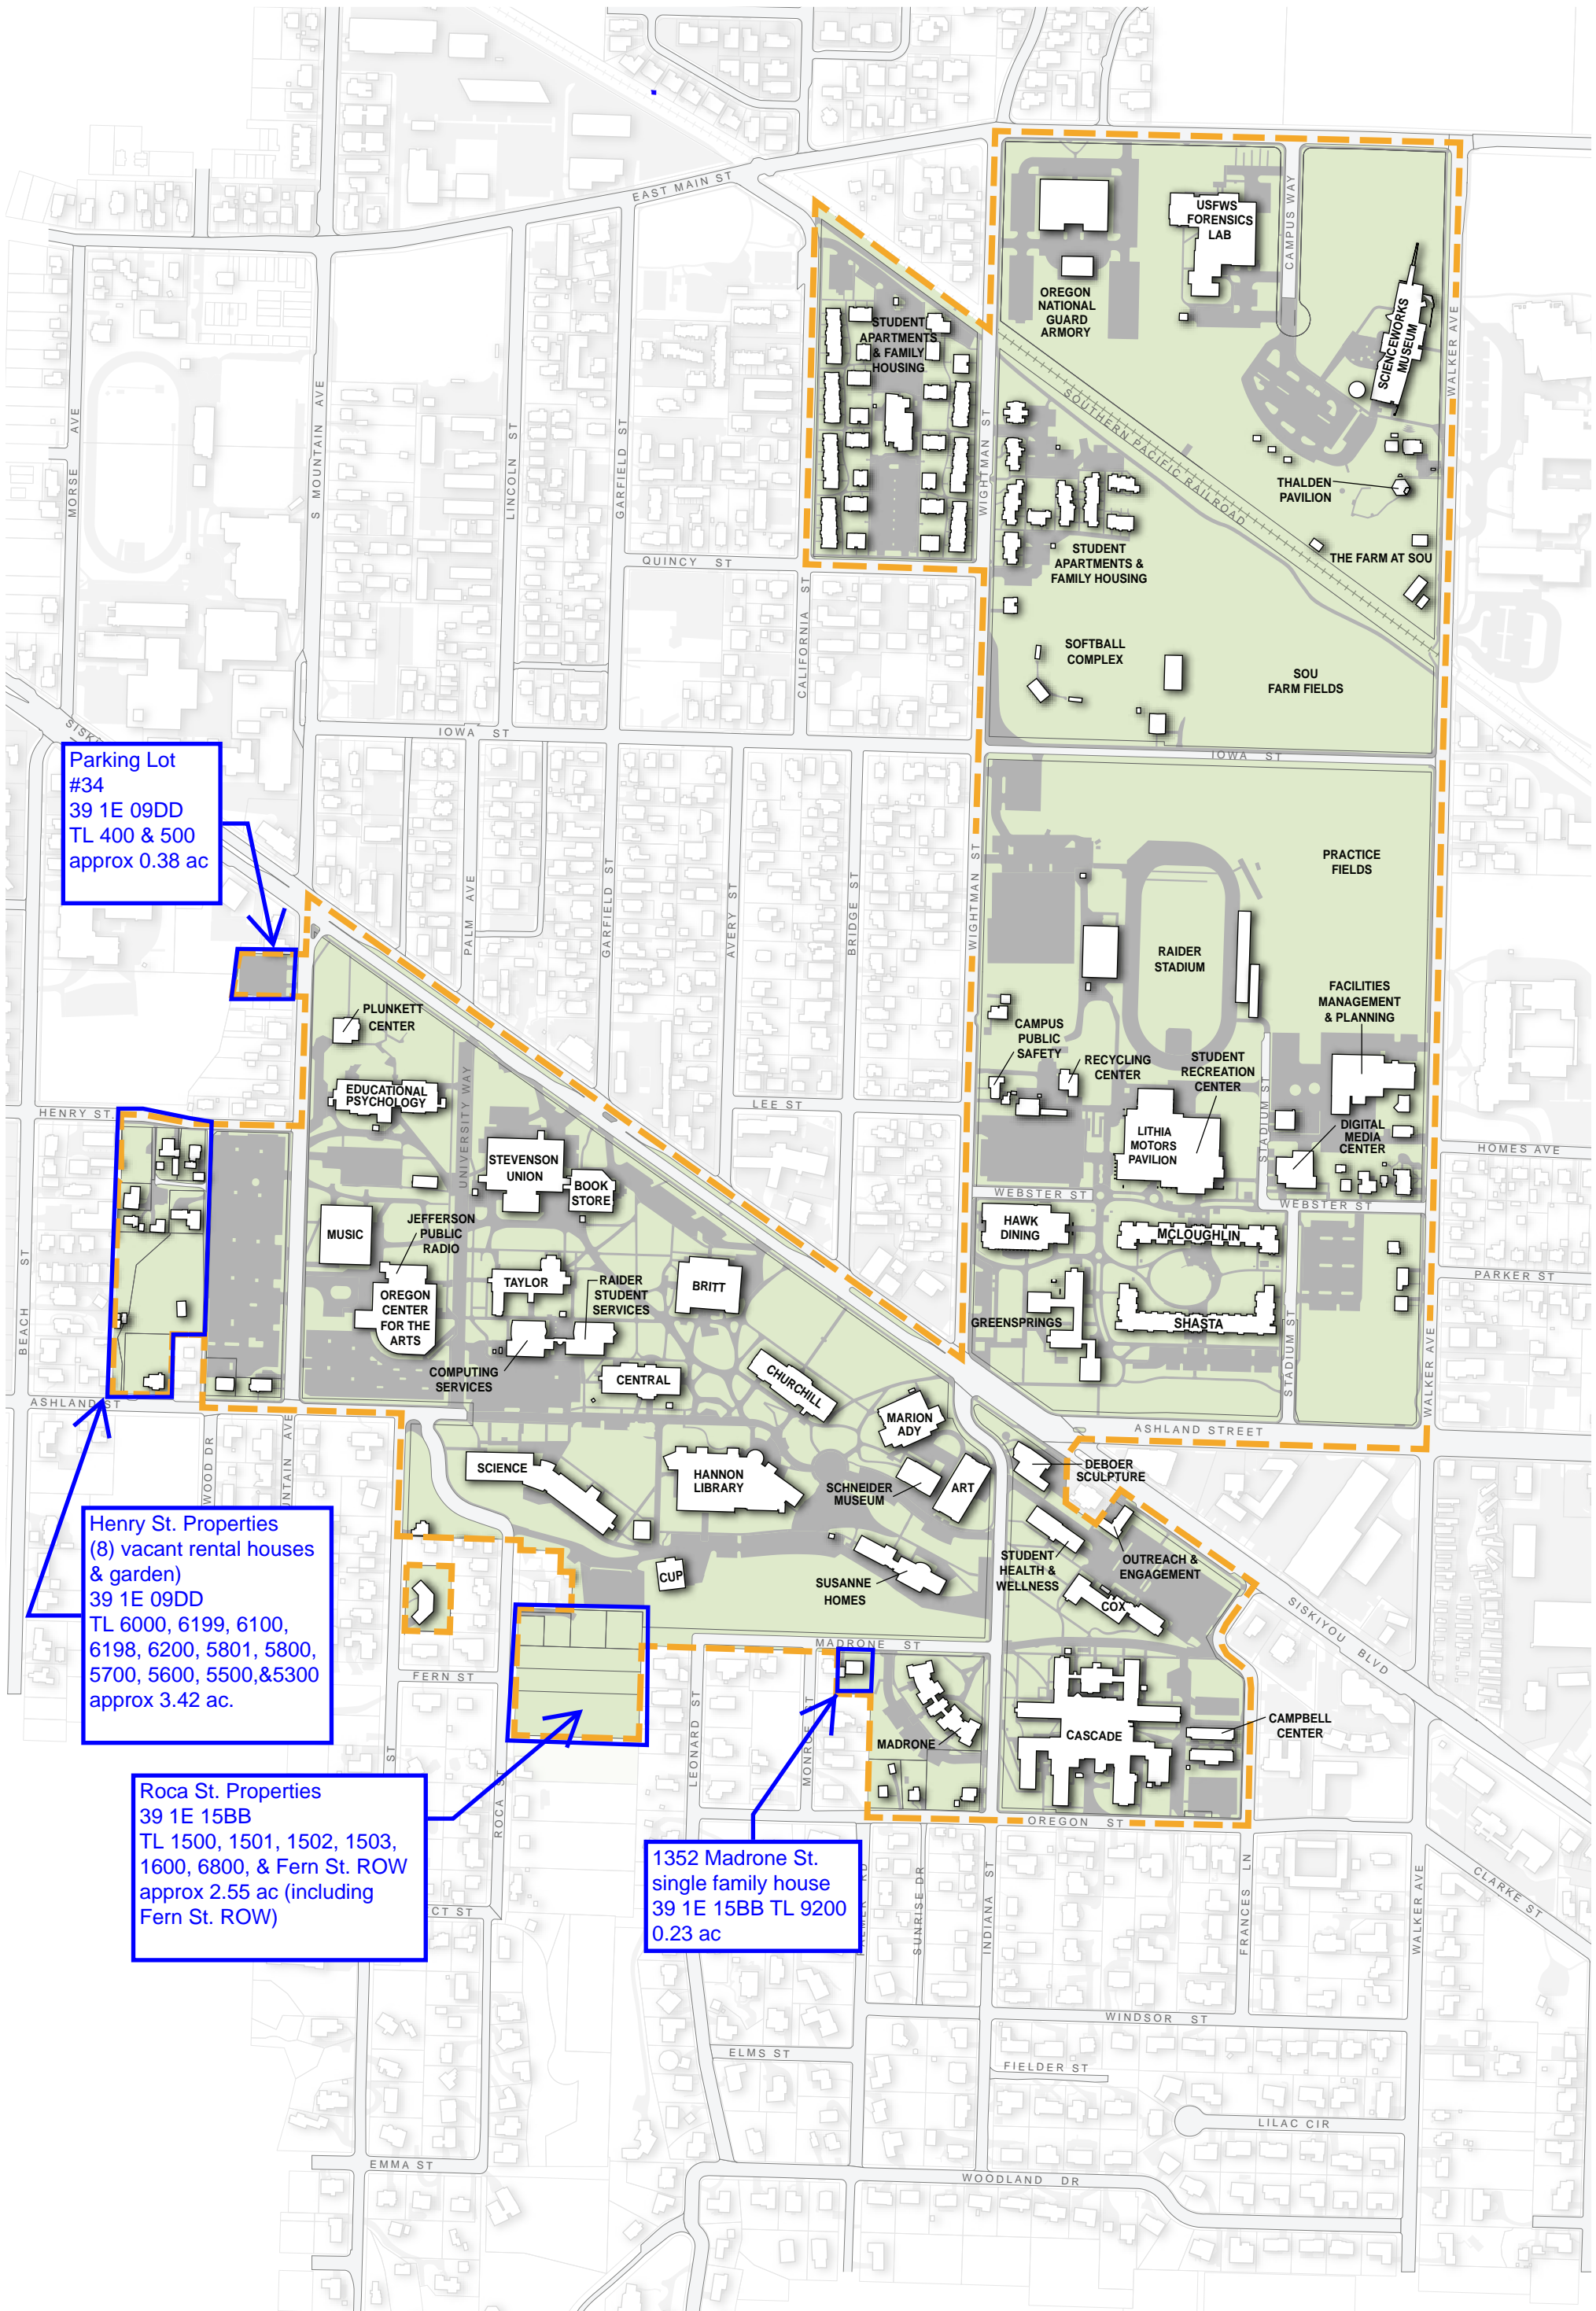 EAST MAIN ST
CAMPUS WAY
USFWS
FORENSICS
LAB
OREGON
NATIONAL
GUARD
ARMORY
SCIENCEWORKS
MUSEUM
WALKER AVE
STUDENT
APARTMENTS
& FAMILY
HOUSING
MORSE AVE
S MOUNTAIN AVE
LINCOLN ST
GARFIELD ST
WIGHTMAN ST
SOUTHERN PACIFIC RAILROAD
THALDEN
PAVILION
THE FARM AT SOU
STUDENT
APARTMENTS &
FAMILY HOUSING
QUINCY ST
CALIFORNIA ST
SOFTBALL
COMPLEX
SOU
FARM FIELDS
IOWA ST
IOWA ST
Parking Lot
#34
39 1E 09DD
TL 400 & 500
approx 0.38 ac
PALM AVE
GARFIELD ST
AVERY ST
BRIDGE ST
WIGHTMAN ST
PRACTICE
FIELDS
RAIDER
STADIUM
FACILITIES
MANAGEMENT
& PLANNING
PLUNKETT
CENTER
CAMPUS
PUBLIC
SAFETY
RECYCLING
CENTER
STUDENT
RECREATION
CENTER
EDUCATIONAL
PSYCHOLOGY
UNIVERSITY WAY
HENRY ST
LEE ST
LITHIA
MOTORS
PAVILION
STADIUM ST
DIGITAL
MEDIA
CENTER
HOMES AVE
STEVENSON
UNION
BOOK
STORE
WEBSTER ST
WEBSTER ST
MUSIC
JEFFERSON
PUBLIC
RADIO
HAWK
DINING
MCLOUGHLIN
OREGON
CENTER
FOR THE
ARTS
TAYLOR
RAIDER
STUDENT
SERVICES
BRITT
PARKER ST
BEACH ST
GREENSPRINGS
SHASTA
COMPUTING
SERVICES
CENTRAL
CHURCHILL
STADIUM ST
WALKER AVE
ASHLAND ST
MARION
ADY
ASHLAND STREET
SCIENCE
HANNON
LIBRARY
SCHNEIDER
MUSEUM
ART
DEBOER
SCULPTURE
Henry St. Properties
(8) vacant rental houses
& garden)
39 1E 09DD
TL 6000, 6199, 6100,
6198, 6200, 5801, 5800,
5700, 5600, 5500,&5300
approx 3.42 ac.
CUP
SUSANNE
HOMES
STUDENT
HEALTH &
WELLNESS
OUTREACH &
ENGAGEMENT
COX
SISKIYOU BLVD
MADRONE ST
FERN ST
LEONARD ST
MADRONE
CASCADE
CAMPBELL
CENTER
Roca St. Properties
39 1E 15BB
TL 1500, 1501, 1502, 1503,
1600, 6800, & Fern St. ROW
approx 2.55 ac (including
Fern St. ROW)
ROCA ST
OREGON ST
1352 Madrone St.
single family house
39 1E 15BB TL 9200
0.23 ac
SUNRISE DR
INDIANA ST
FRANCES LN
WALKER AVE
CLARKE ST
WINDSOR ST
ELMS ST
FIELDER ST
LILAC CIR
EMMA ST
WOODLAND DR